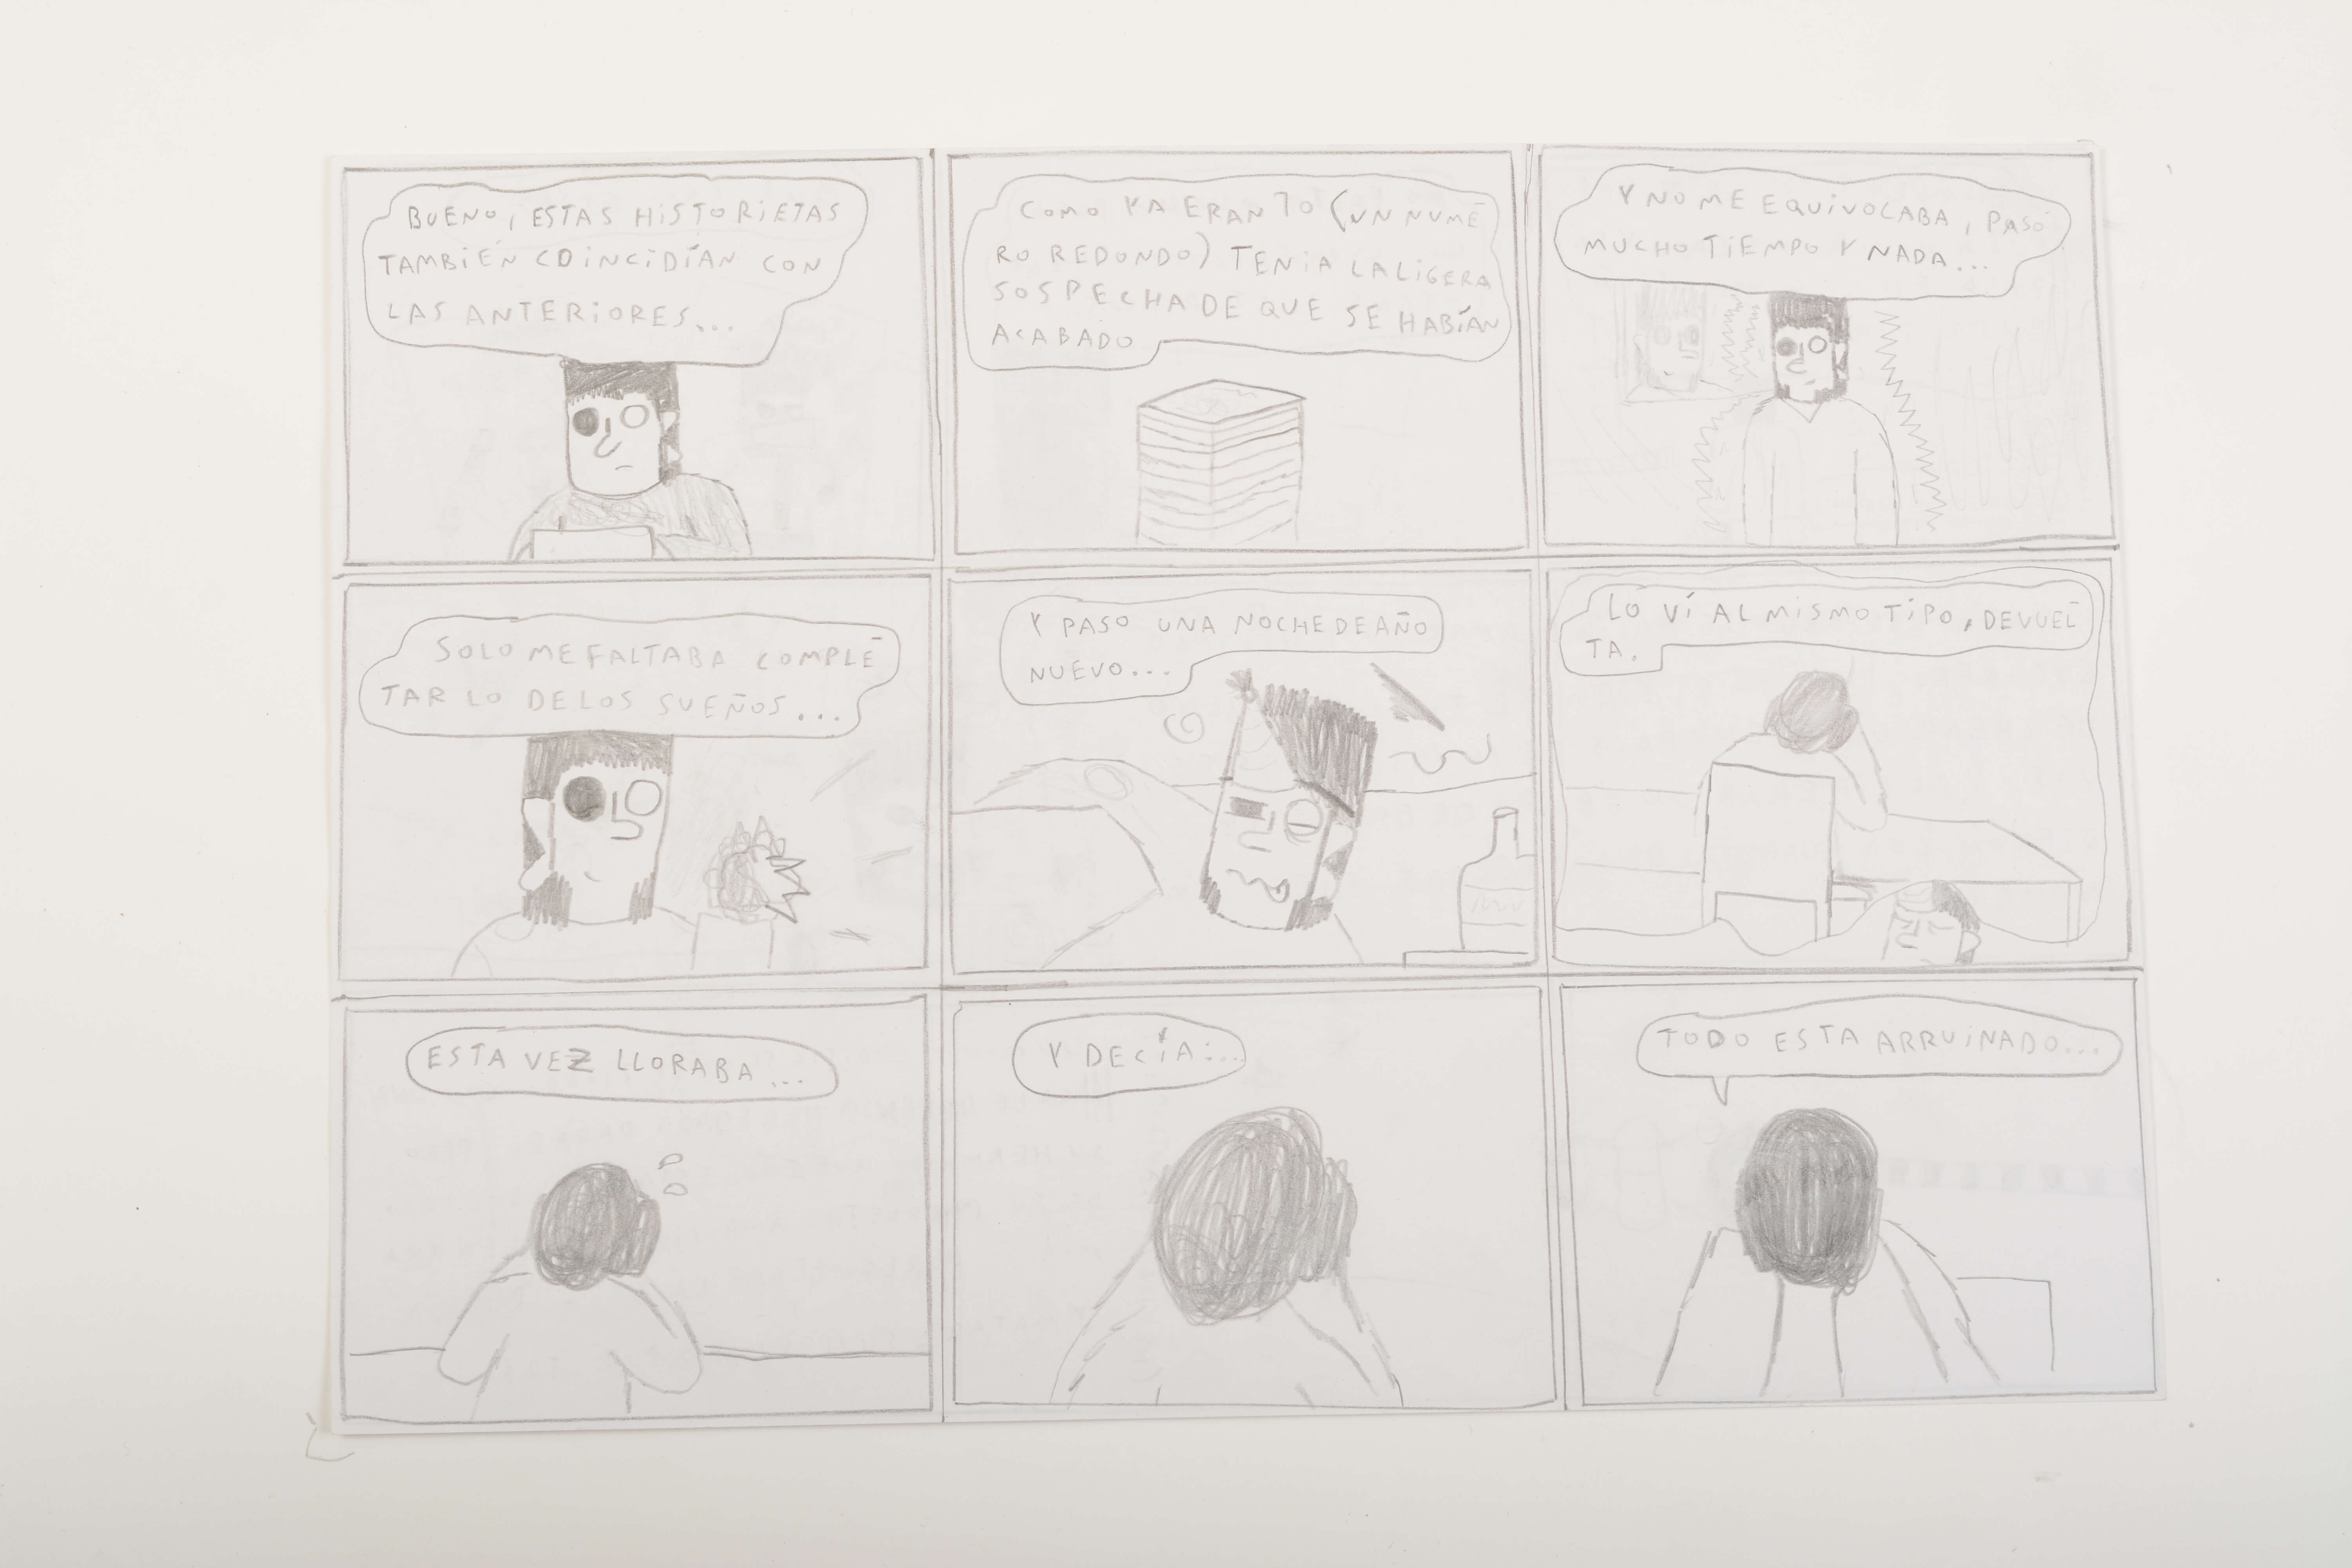 BUENO, ESTAS HISTORIETAS
TAMBIÉN COINCIDÍAN CON
LAS ANTERIORES...
COMO YA ERAN 70 (UN NUME-
RO REDONDO) TENIA LA LIGERA
SOSPECHA DE QUE SE HABÍAN
ACABADO
Y NO ME EQUIVOCABA, PASÓ
MUCHO TIEMPO Y NADA...
SOLO ME FALTABA COMPLE-
TAR LO DE LOS SUEÑOS...
Y PASO UNA NOCHE DE AÑO
NUEVO...
LO VÍ AL MISMO TIPO, DE VUEL-
TA.
ESTA VEZ LLORABA...
Y DECÍA:...
TODO ESTA ARRUINADO...